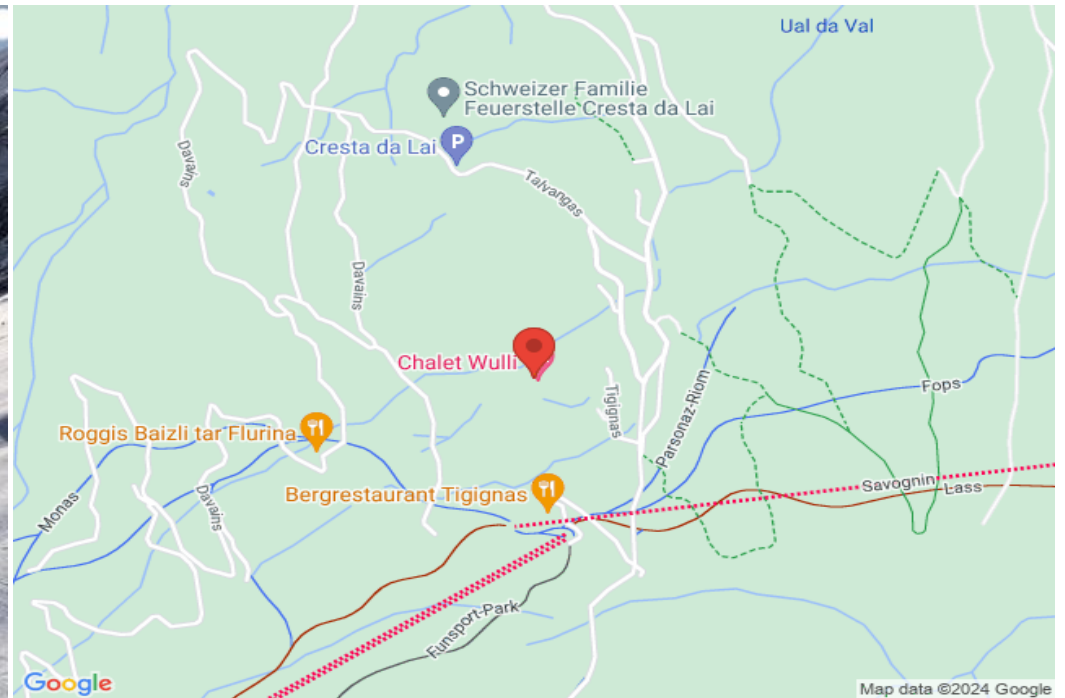 Ual da Val
Schweizer Familie
Feuerstelle Cresta da Lai
P
Cresta da Lai
Davains
Talvangas
Davains
Chalet Wulli
Tigignas
Parsonaz-Riom
Fops
Roggis Baizli tar Flurina
Savognin
Lass
Bergrestaurant Tigignas
Monas
Davains
Funsport-Park
Google
Map data ©2024 Google